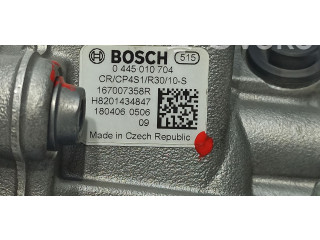 BOSCH 515
0 445 010 704
CR/CP4S1/R30/10-S
167007358R
H8201434847
180406 0506
09
Made in Czech Republic